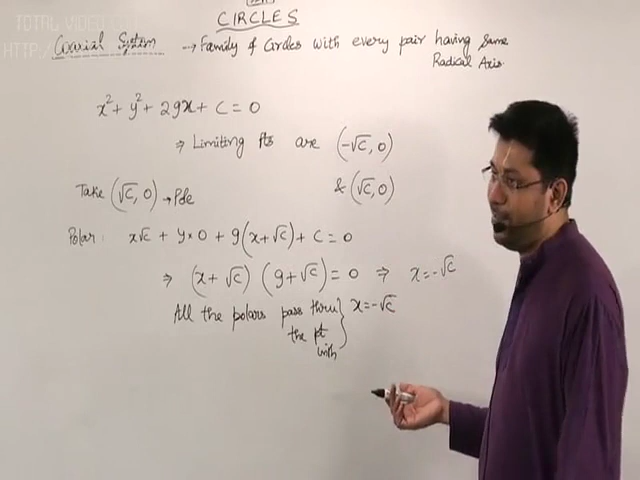 CIRCLES
Coaxial System → Family of Circles with every pair having same
Radical Axis
x² + y² + 2gx + c = 0
⇒ Limiting pts are (-√c, 0)
& (√c, 0)
Take (√c, 0) → Pole
Polar: x√c + y×0 + g(x+√c) + c = 0
⇒ (x + √c) (g+√c) = 0 ⇒ x = -√c
All the polars pass thru
the pt
with
x = -√c